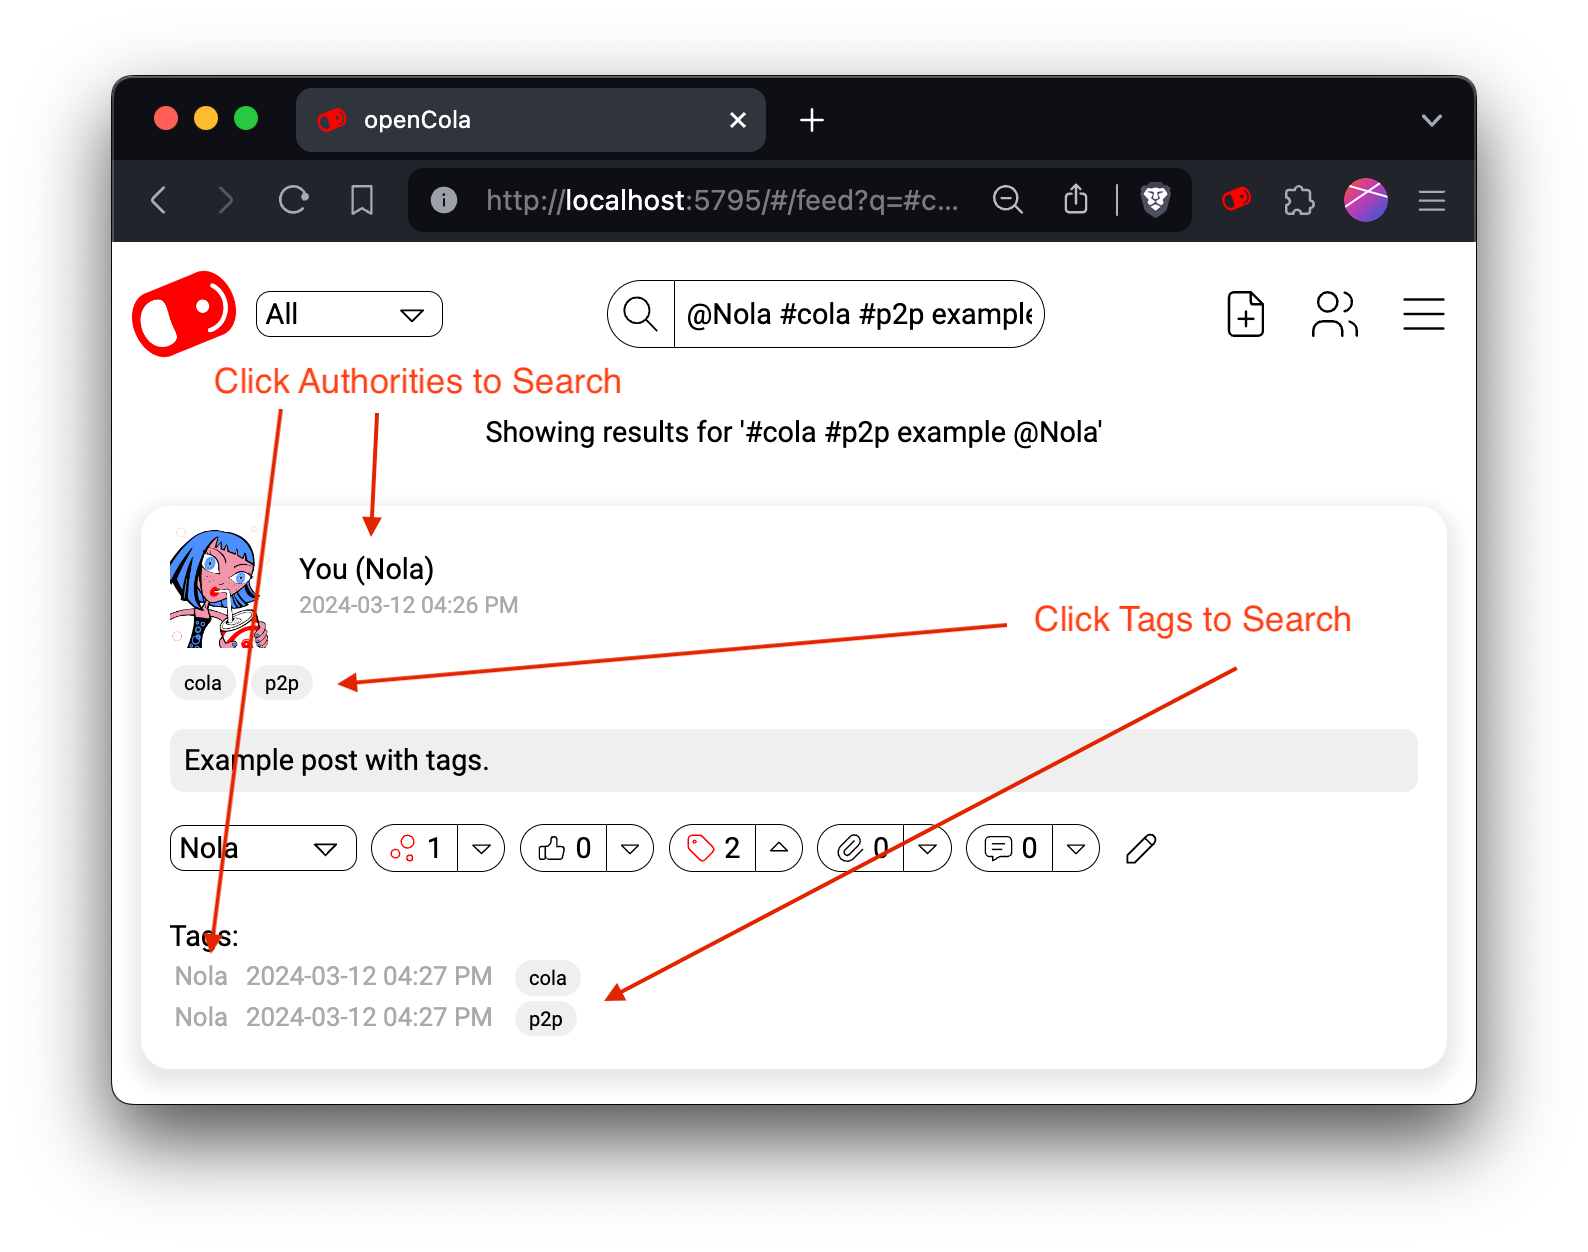 openCola
http://localhost:5795/#/feed?q=#c...
All
@Nola #cola #p2p example
Click Authorities to Search
Showing results for '#cola #p2p example @Nola'
You (Nola)
2024-03-12 04:26 PM
Click Tags to Search
cola p2p
Example post with tags.
Nola 1 0 2 0 0
Tags:
Nola 2024-03-12 04:27 PM cola
Nola 2024-03-12 04:27 PM p2p